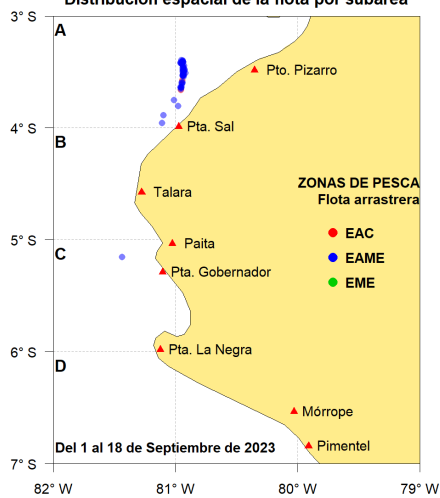 Distribución espacial de la flota por subárea
3° S
A
Pto. Pizarro
4° S
Pta. Sal
B
ZONAS DE PESCA
Flota arrastrera
Talara
EAC
5° S
Paita
C
EAME
Pta. Gobernador
EME
6° S
Pta. La Negra
D
Mórrope
Del 1 al 18 de Septiembre de 2023
Pimentel
7° S
82° W
81° W
80° W
79° W